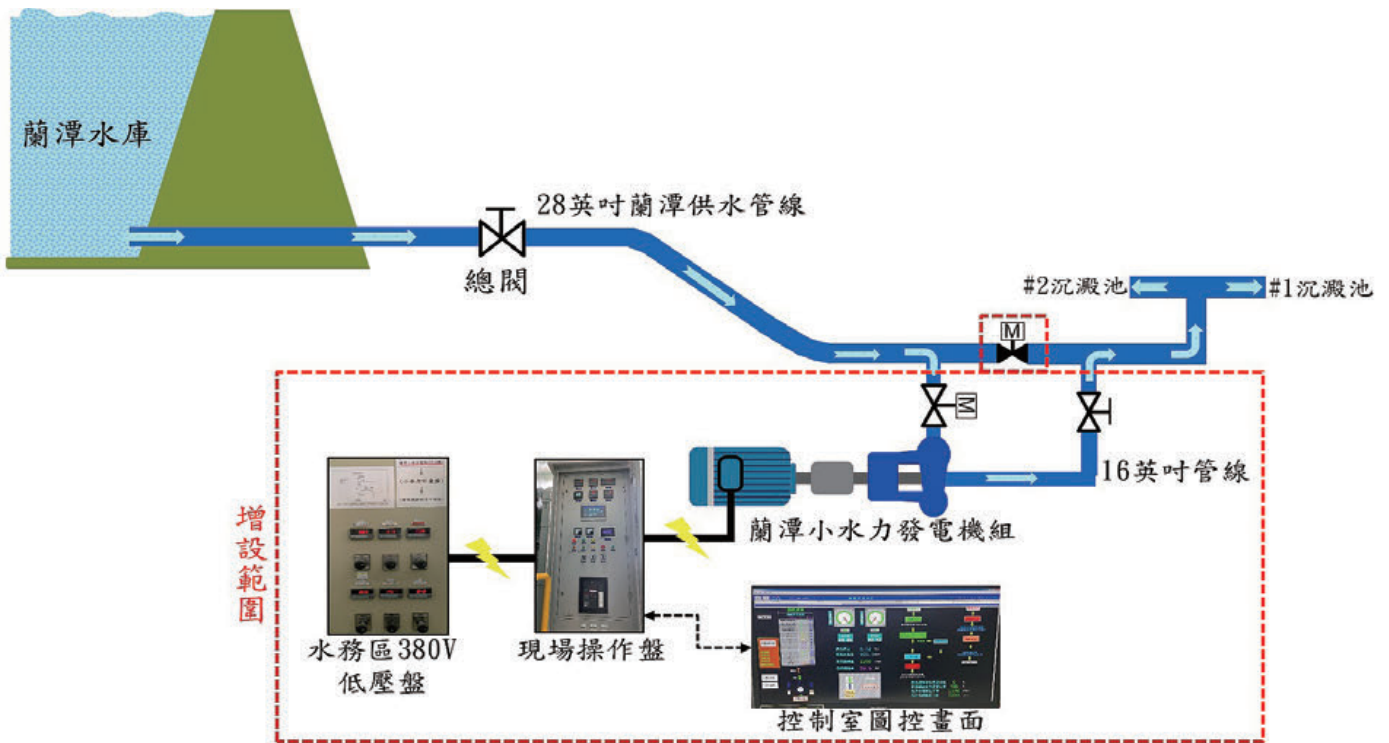 蘭潭水庫
28英吋蘭潭供水管線
總閥
#2沉澱池
#1沉澱池
M
M
16英吋管線
蘭潭小水力發電機組
增設範圍
水務區380V
低壓盤
現場操作盤
控制室圖控畫面